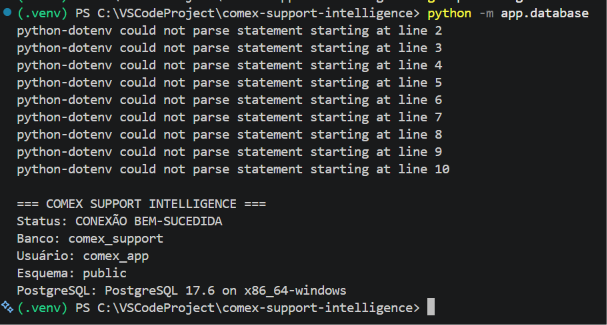 (.venv) PS C:\VSCodeProject\comex-support-intelligence> python -m app.database
python-dotenv could not parse statement starting at line 2
python-dotenv could not parse statement starting at line 3
python-dotenv could not parse statement starting at line 4
python-dotenv could not parse statement starting at line 5
python-dotenv could not parse statement starting at line 6
python-dotenv could not parse statement starting at line 7
python-dotenv could not parse statement starting at line 8
python-dotenv could not parse statement starting at line 9
python-dotenv could not parse statement starting at line 10
=== COMEX SUPPORT INTELLIGENCE ===
Status: CONEXÃO BEM-SUCEDIDA
Banco: comex_support
Usuário: comex_app
Esquema: public
PostgreSQL: PostgreSQL 17.6 on x86_64-windows
(.venv) PS C:\VSCodeProject\comex-support-intelligence>